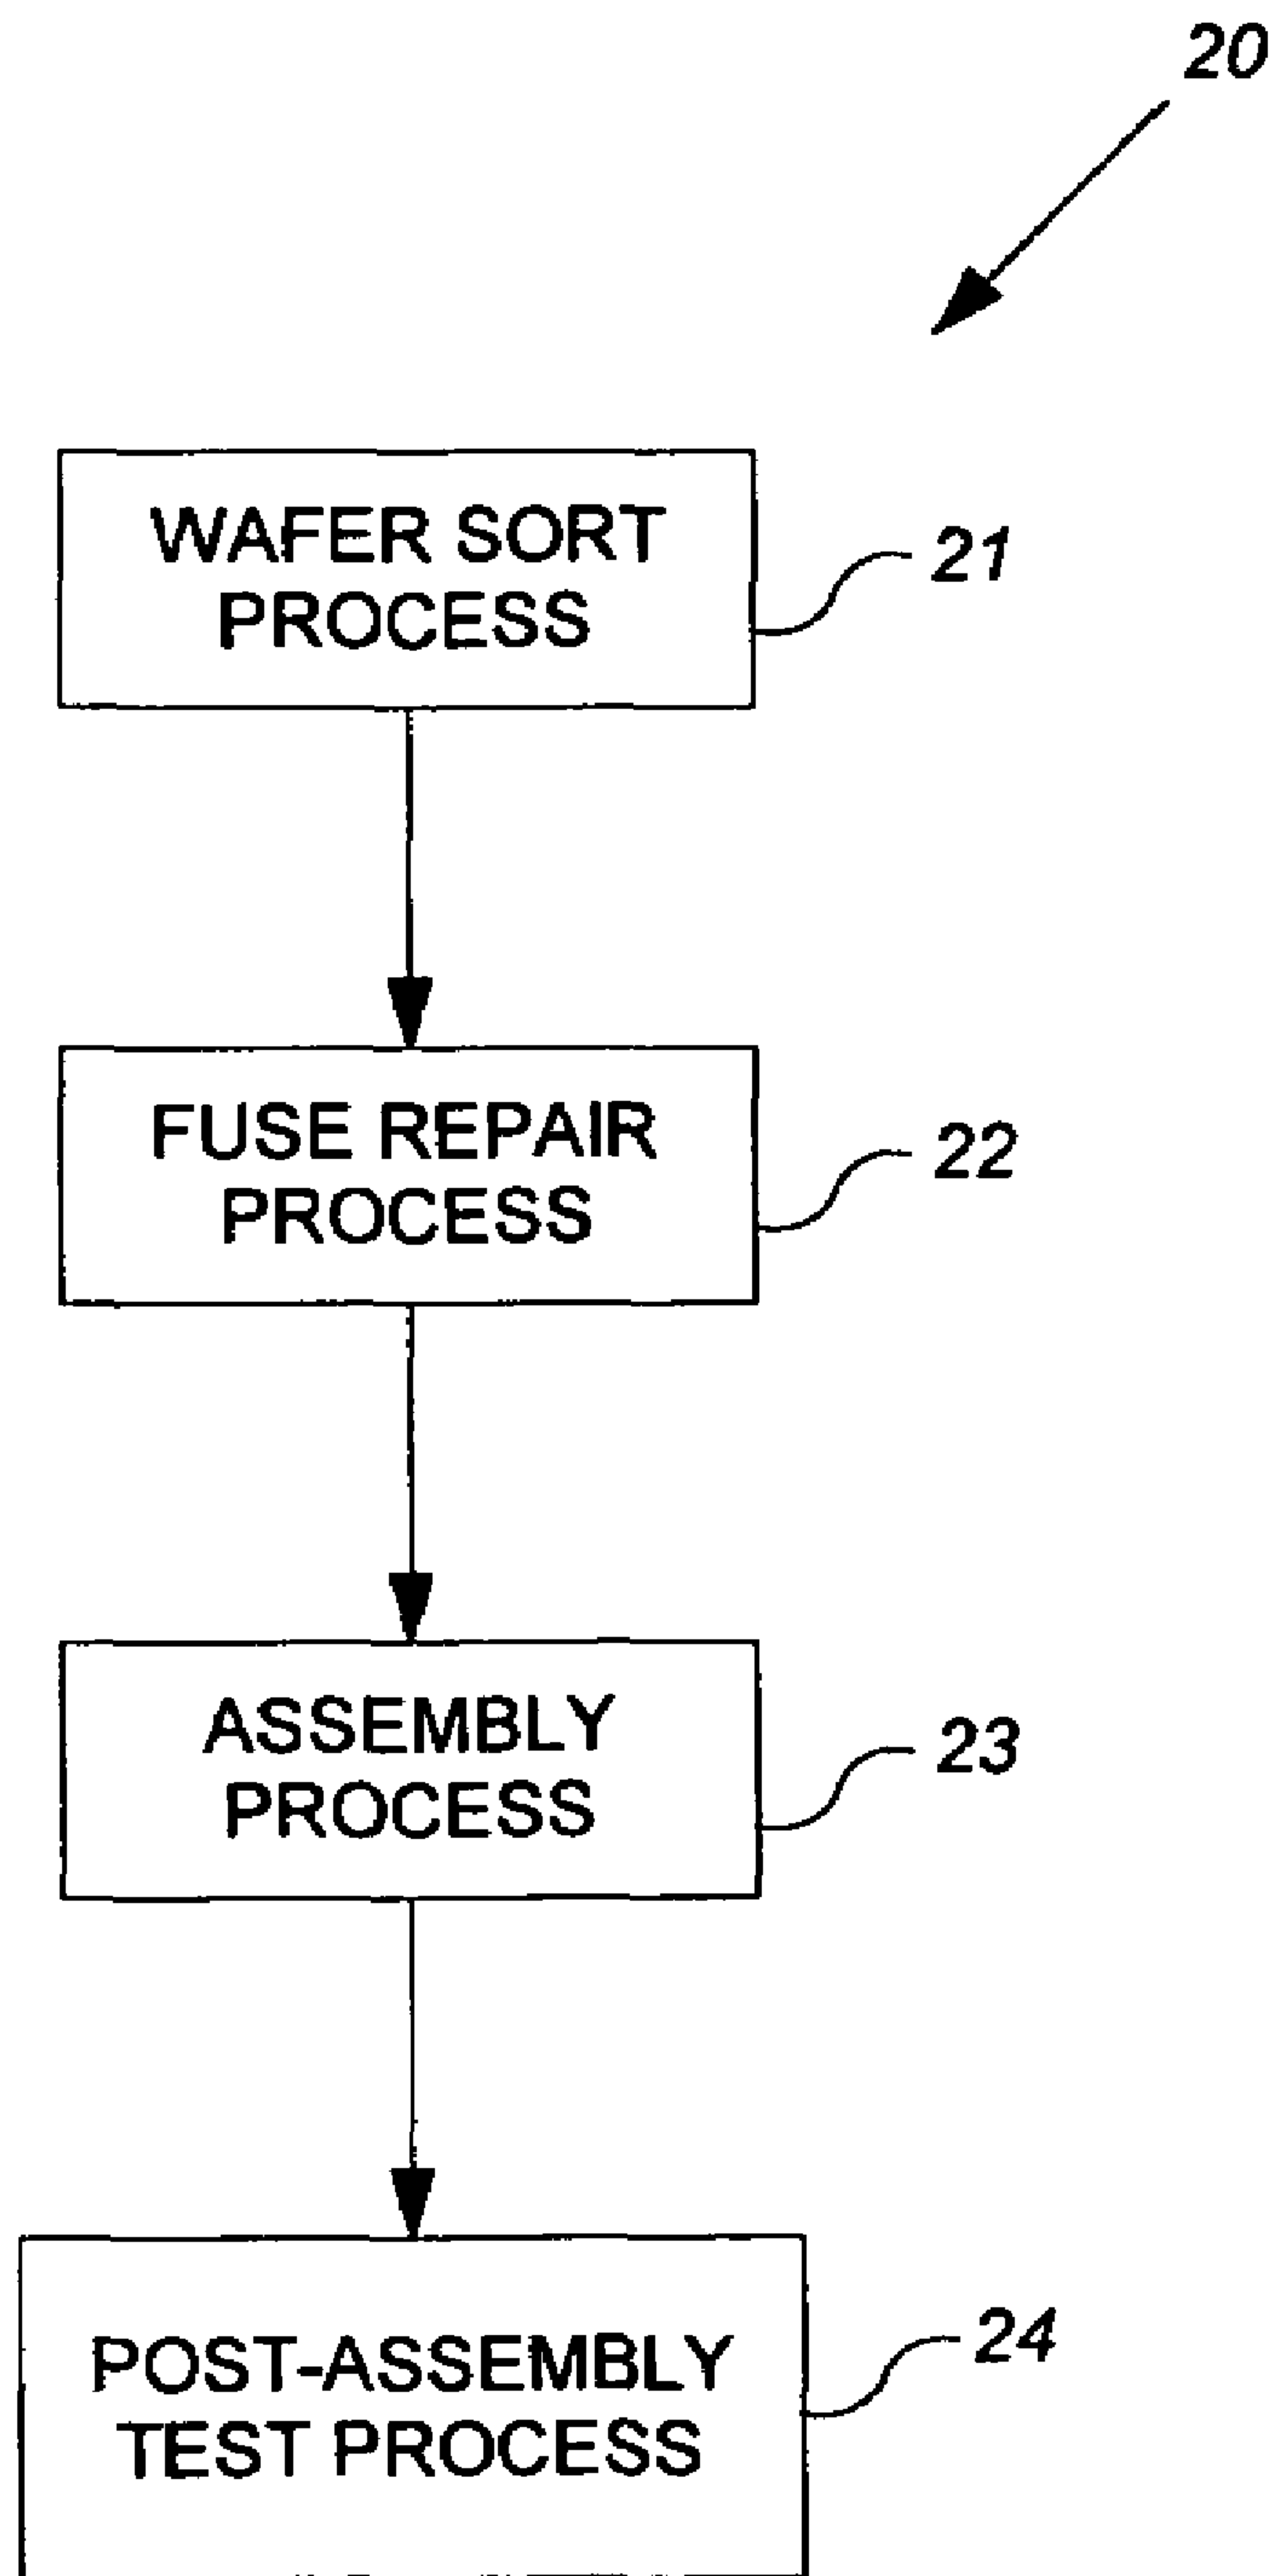 20
WAFER SORT
PROCESS
21
FUSE REPAIR
PROCESS
22
ASSEMBLY
PROCESS
23
POST-ASSEMBLY
TEST PROCESS
24